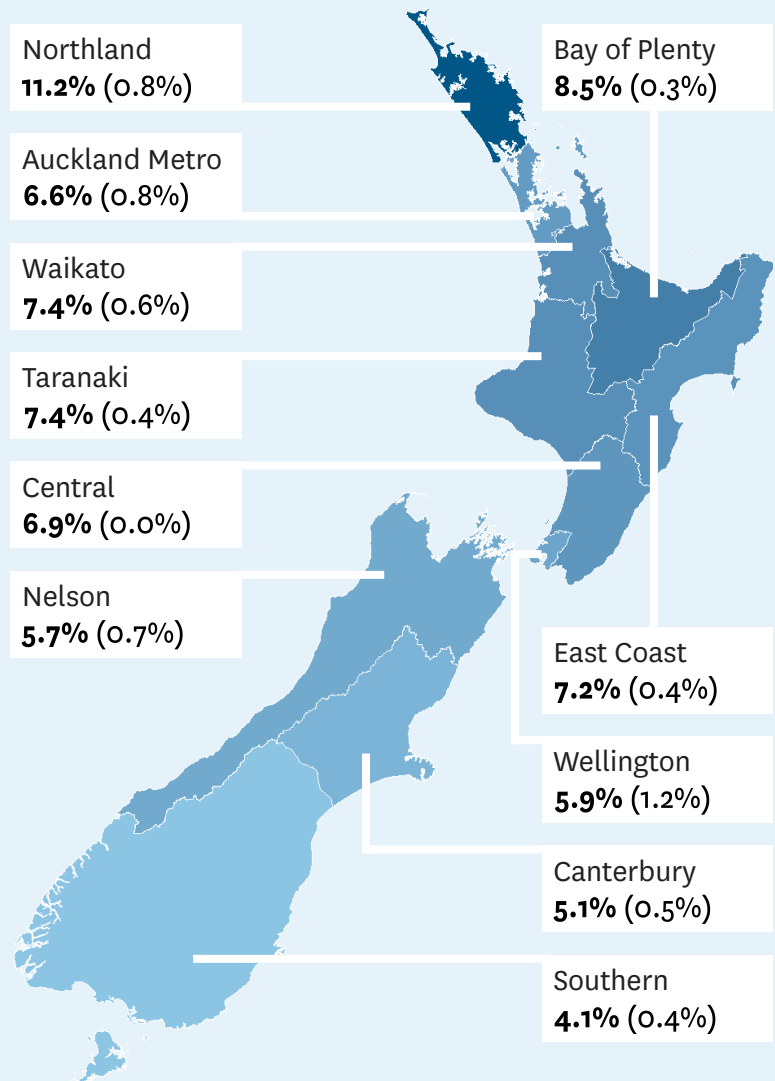 Northland
11.2% (0.8%)
Auckland Metro
6.6% (0.8%)
Waikato
7.4% (0.6%)
Taranaki
7.4% (0.4%)
Central
6.9% (0.0%)
Nelson
5.7% (0.7%)
Bay of Plenty
8.5% (0.3%)
East Coast
7.2% (0.4%)
Wellington
5.9% (1.2%)
Canterbury
5.1% (0.5%)
Southern
4.1% (0.4%)